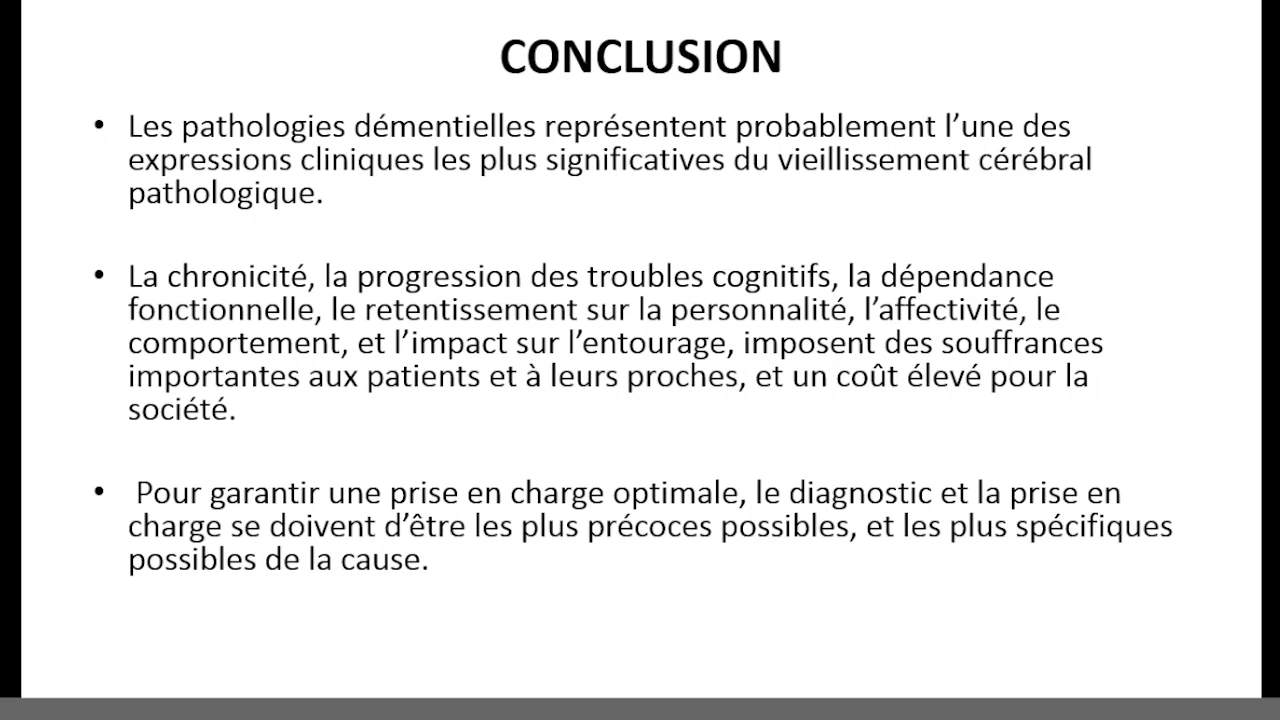 CONCLUSION
• Les pathologies démentielles représentent probablement l’une des
expressions cliniques les plus significatives du vieillissement cérébral
pathologique.
• La chronicité, la progression des troubles cognitifs, la dépendance
fonctionnelle, le retentissement sur la personnalité, l’affectivité, le
comportement, et l’impact sur l’entourage, imposent des souffrances
importantes aux patients et à leurs proches, et un coût élevé pour la
société.
• Pour garantir une prise en charge optimale, le diagnostic et la prise en
charge se doivent d’être les plus précoces possibles, et les plus spécifiques
possibles de la cause.